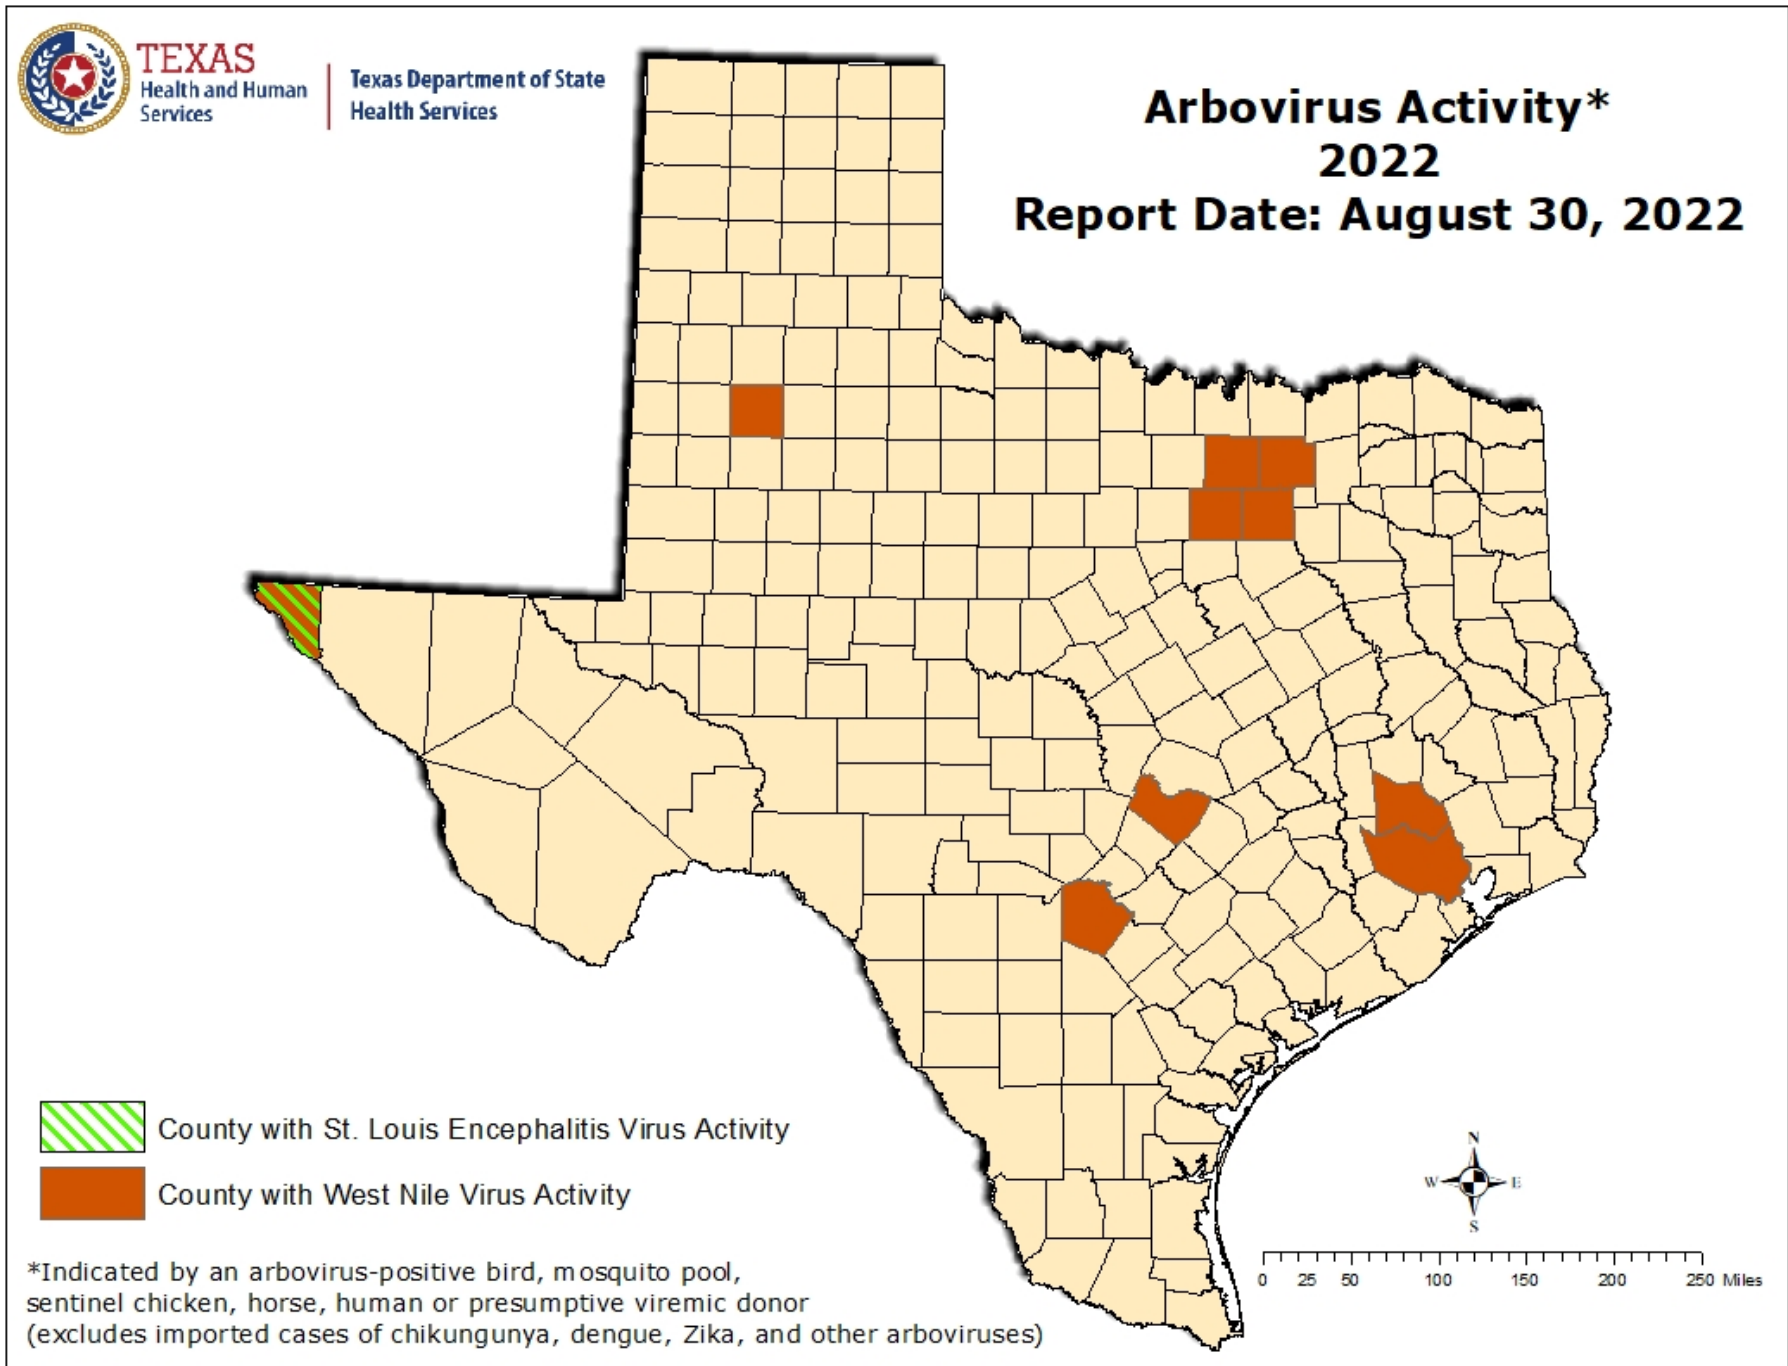 TEXAS
Health and Human
Services
Texas Department of State
Health Services
Arbovirus Activity*
2022
Report Date: August 30, 2022
County with St. Louis Encephalitis Virus Activity
County with West Nile Virus Activity
*Indicated by an arbovirus-positive bird, mosquito pool,
sentinel chicken, horse, human or presumptive viremic donor
(excludes imported cases of chikungunya, dengue, Zika, and other arboviruses)
N
W E
S
0 25 50 100 150 200 250 Miles